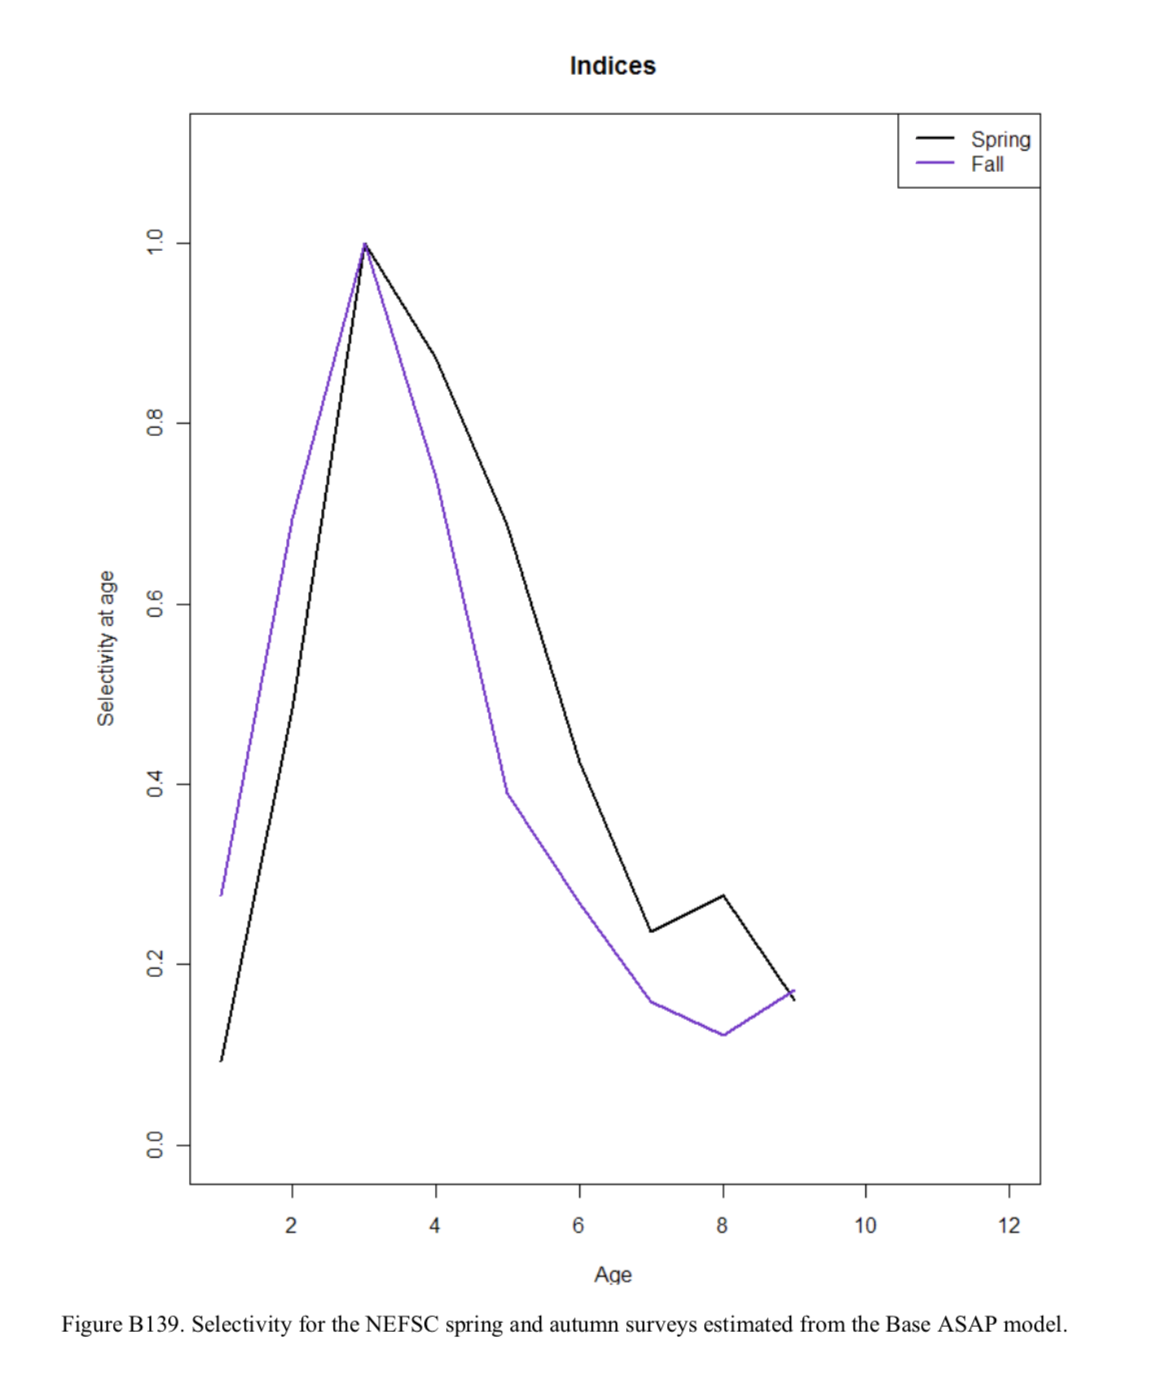 Indices
Spring
Fall
1.0
0.8
0.6
0.4
0.2
0.0
Selectivity at age
2 4 6 8 10 12
Age
Figure B139. Selectivity for the NEFSC spring and autumn surveys estimated from the Base ASAP model.